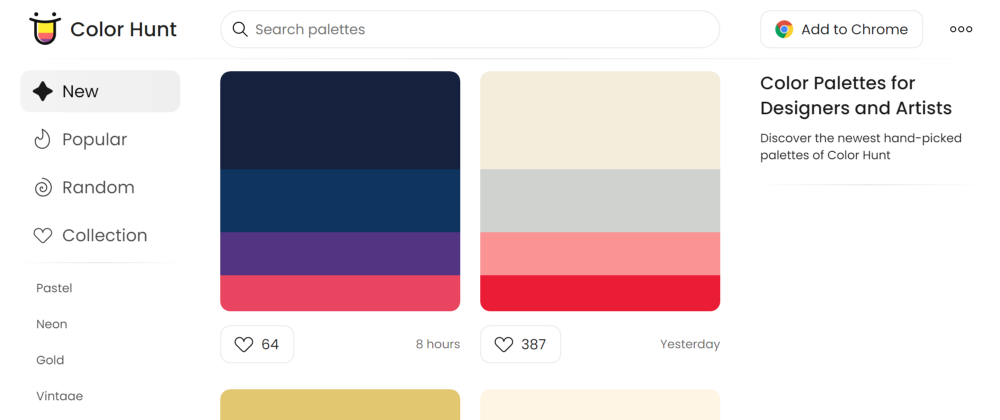 Color Hunt
Search palettes
Add to Chrome
New
Popular
Random
Collection
Pastel
Neon
Gold
Vintage
64
8 hours
387
Yesterday
Color Palettes for
Designers and Artists
Discover the newest hand-picked
palettes of Color Hunt